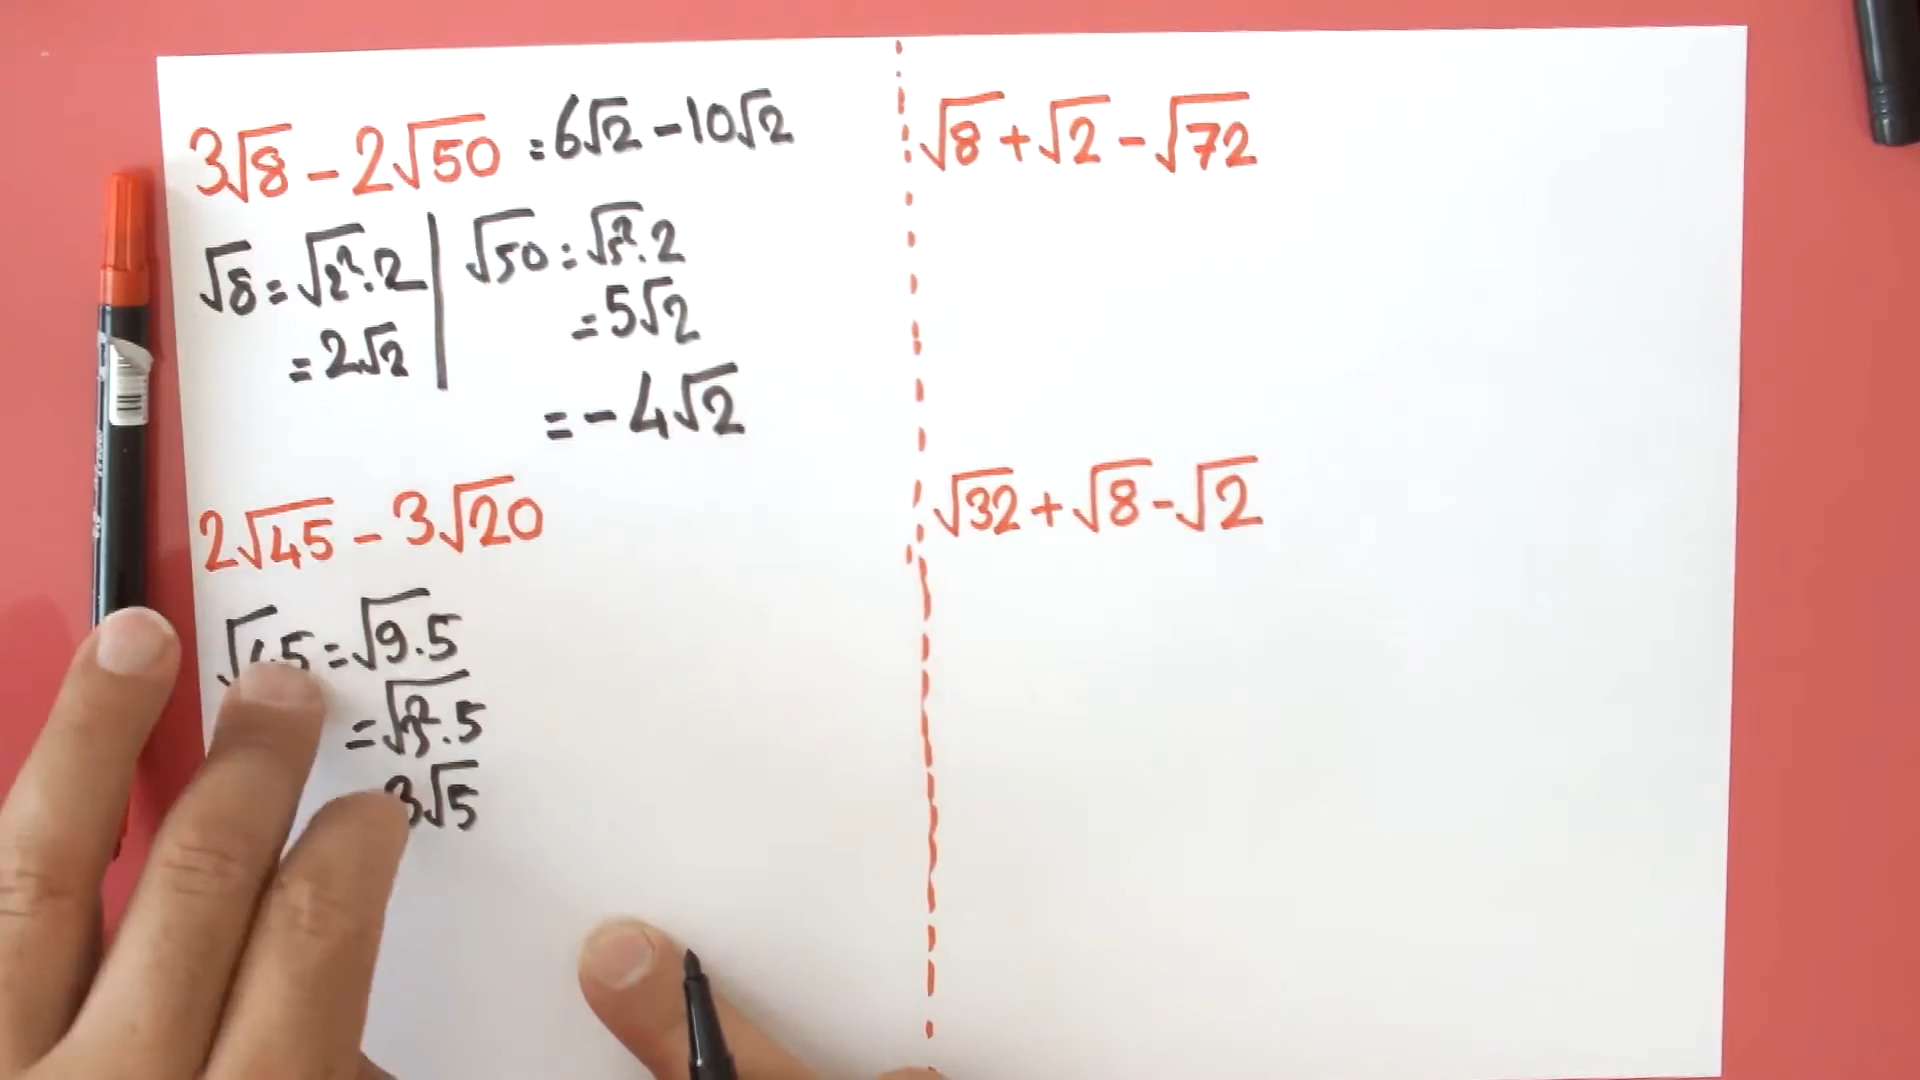 3√8 - 2√50 = 6√2 - 10√2
√8 = √2².2
= 2√2
√50 = √5².2
= 5√2
= - 4√2
2√45 - 3√20
√45 = √9.5
= √3².5
3√5
√8 + √2 - √72
√32 + √8 - √2